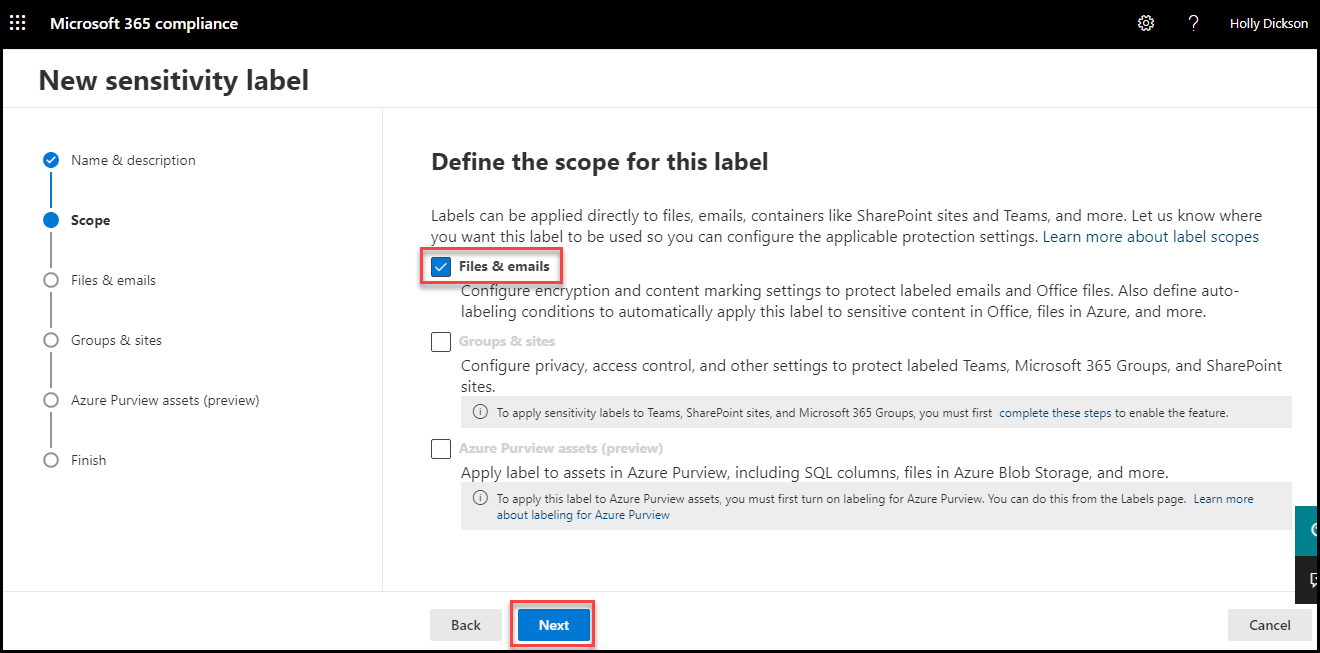 Microsoft 365 compliance
?
Holly Dickson
New sensitivity label
Name & description
Scope
Files & emails
Groups & sites
Azure Purview assets (preview)
Finish
Define the scope for this label
Labels can be applied directly to files, emails, containers like SharePoint sites and Teams, and more. Let us know where
you want this label to be used so you can configure the applicable protection settings. Learn more about label scopes
Files & emails
Configure encryption and content marking settings to protect labeled emails and Office files. Also define auto-
labeling conditions to automatically apply this label to sensitive content in Office, files in Azure, and more.
Groups & sites
Configure privacy, access control, and other settings to protect labeled Teams, Microsoft 365 Groups, and SharePoint
sites.
To apply sensitivity labels to Teams, SharePoint sites, and Microsoft 365 Groups, you must first complete these steps to enable the feature.
Azure Purview assets (preview)
Apply label to assets in Azure Purview, including SQL columns, files in Azure Blob Storage, and more.
To apply this label to Azure Purview assets, you must first turn on labeling for Azure Purview. You can do this from the Labels page. Learn more
about labeling for Azure Purview
Back
Next
Cancel